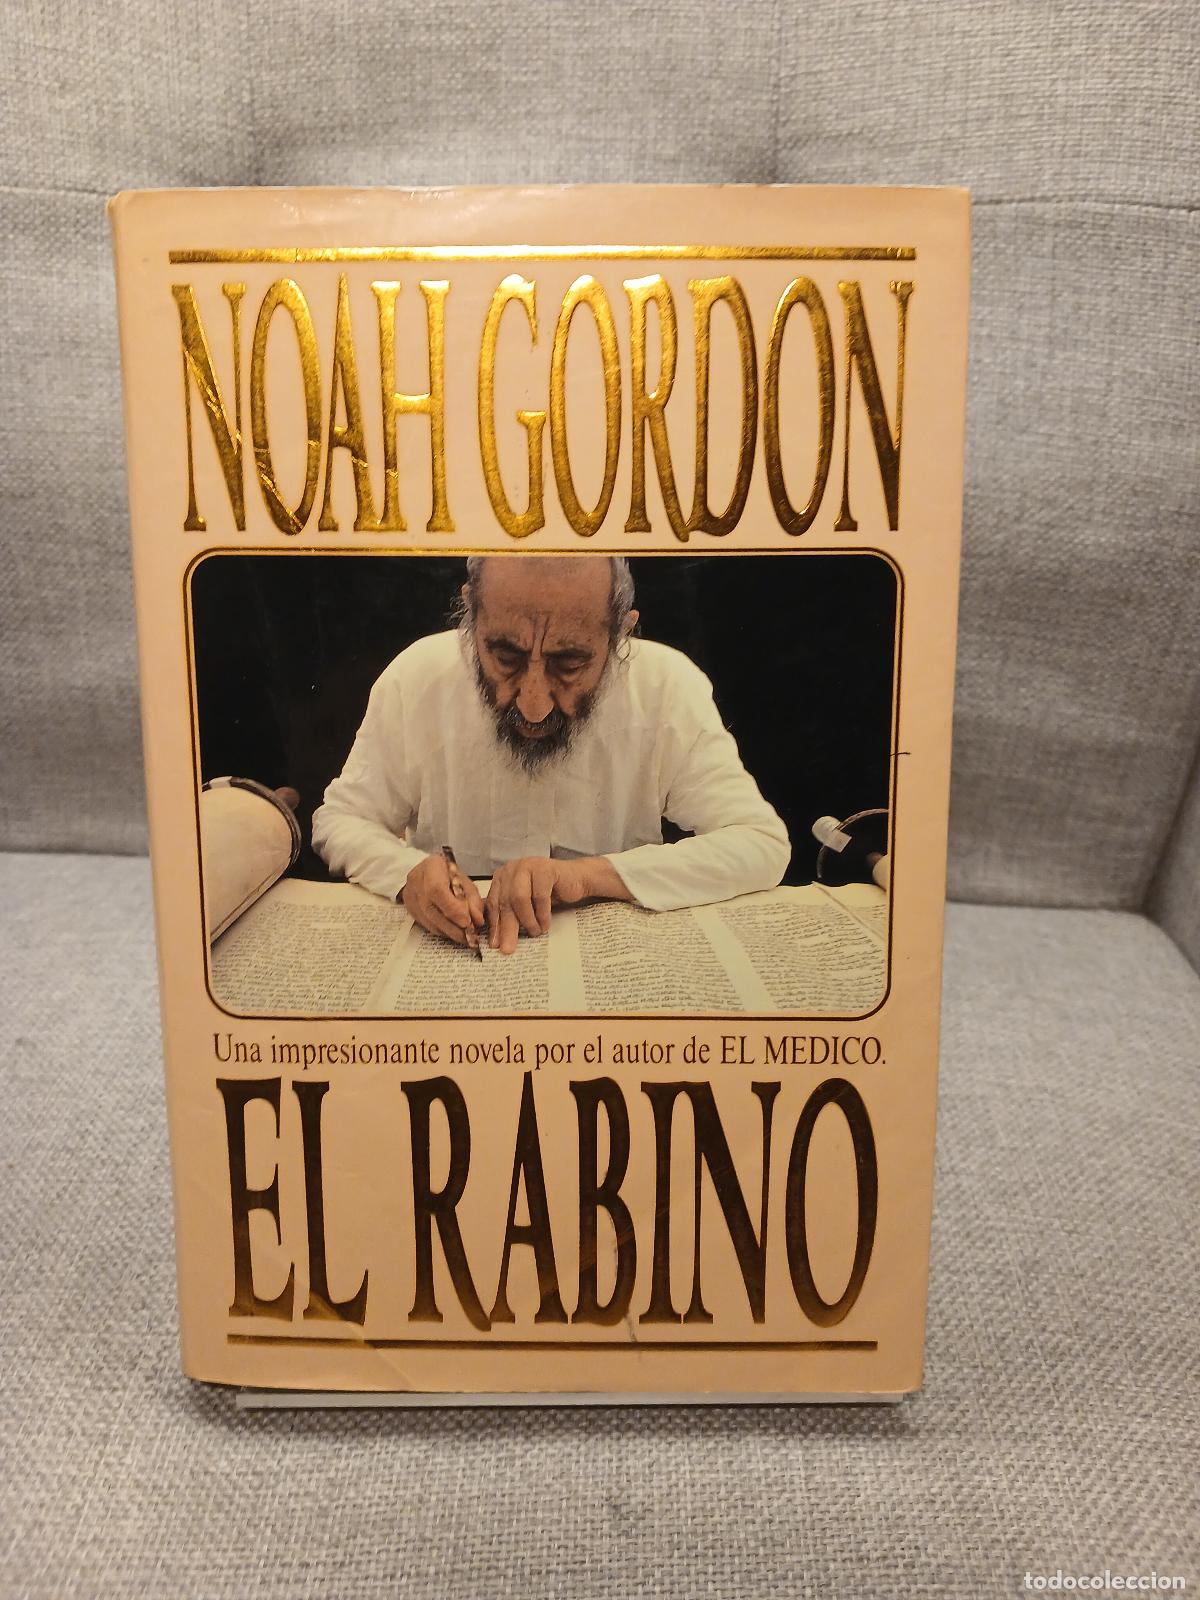 NOAH GORDON
Una impresionante novela por el autor de EL MEDICO.
EL RABINO
todocoleccion